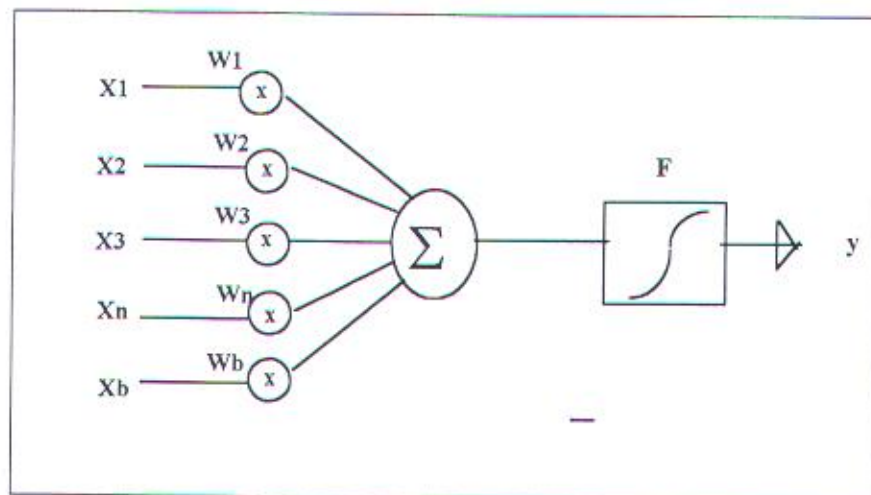 W1
X1 x
W2
X2 x
F
W3
X3 x Σ y
Wn
Xn x
Wb
Xb x